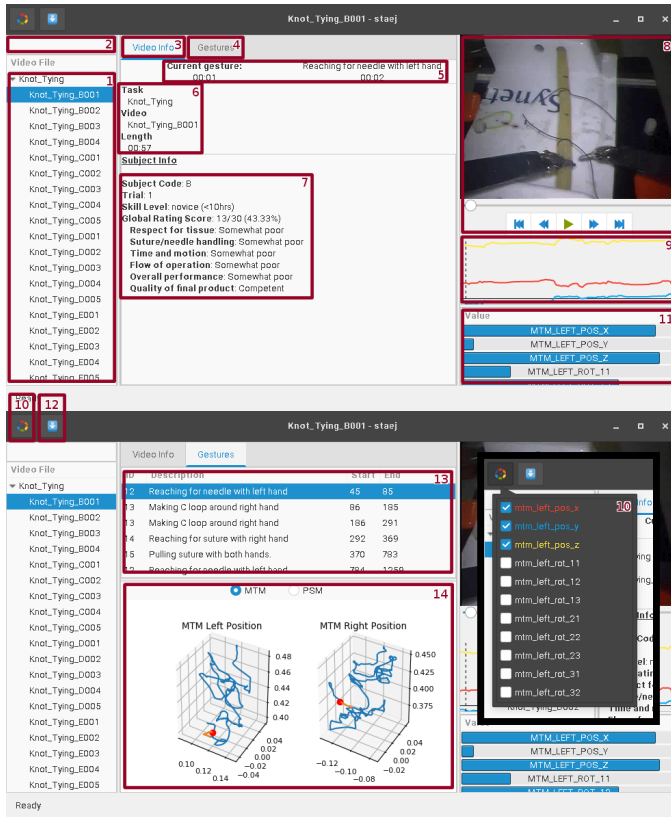 Knot_Tying_B001 - staej
2
Video Info 3
Gestures 4
8
Video File
Current gesture:
Reaching for needle with left hand
00:01
00:02
5
1
Knot_Tying
Knot_Tying_B001
Knot_Tying_B002
Knot_Tying_B003
Knot_Tying_B004
Knot_Tying_C001
Knot_Tying_C002
Knot_Tying_C003
Knot_Tying_C004
Knot_Tying_C005
Knot_Tying_D001
Knot_Tying_D002
Knot_Tying_D003
Knot_Tying_D004
Knot_Tying_D005
Knot_Tying_E001
Knot_Tying_E002
Knot_Tying_E003
Knot_Tying_E004
Knot_Tying_E005
6
Task
Knot_Tying
Video
Knot_Tying_B001
Length
00:57
Subject Info
7
Subject Code: B
Trial: 1
Skill Level: novice (<10hrs)
Global Rating Score: 13/30 (43.33%)
Respect for tissue: Somewhat poor
Suture/needle handling: Somewhat poor
Time and motion: Somewhat poor
Flow of operation: Somewhat poor
Overall performance: Somewhat poor
Quality of final product: Competent
9
Value
11
MTM_LEFT_POS_X
MTM_LEFT_POS_Y
MTM_LEFT_POS_Z
MTM_LEFT_ROT_11
10
12
Knot_Tying_B001 - staej
Video Info
Gestures
Video File
Knot_Tying
Knot_Tying_B001
Knot_Tying_B002
Knot_Tying_B003
Knot_Tying_B004
Knot_Tying_C001
Knot_Tying_C002
Knot_Tying_C003
Knot_Tying_C004
Knot_Tying_C005
Knot_Tying_D001
Knot_Tying_D002
Knot_Tying_D003
Knot_Tying_D004
Knot_Tying_D005
Knot_Tying_E001
Knot_Tying_E002
Knot_Tying_E003
Knot_Tying_E004
Knot_Tying_E005
ID Description Start End
13
12 Reaching for needle with left hand 45 85
13 Making C loop around right hand 86 185
13 Making C loop around right hand 186 291
14 Reaching for suture with right hand 292 369
15 Pulling suture with both hands. 370 783
12 Reaching for needle with left hand 784 1259
MTM
PSM
14
MTM Left Position
0.48
0.46
0.44
0.42
0.40
0.04
0.02
0.00
−0.02
−0.04
0.10
0.12
0.14
MTM Right Position
0.450
0.425
0.400
0.375
0.04
0.02
0.00
−0.02
−0.04
−0.12
−0.10
−0.08
10
mtm_left_pos_x
mtm_left_pos_y
mtm_left_pos_z
mtm_left_rot_11
mtm_left_rot_12
mtm_left_rot_13
mtm_left_rot_21
mtm_left_rot_22
mtm_left_rot_23
mtm_left_rot_31
mtm_left_rot_32
MTM_LEFT_POS_X
MTM_LEFT_POS_Y
MTM_LEFT_POS_Z
MTM_LEFT_ROT_11
MTM_LEFT_ROT_12
Ready